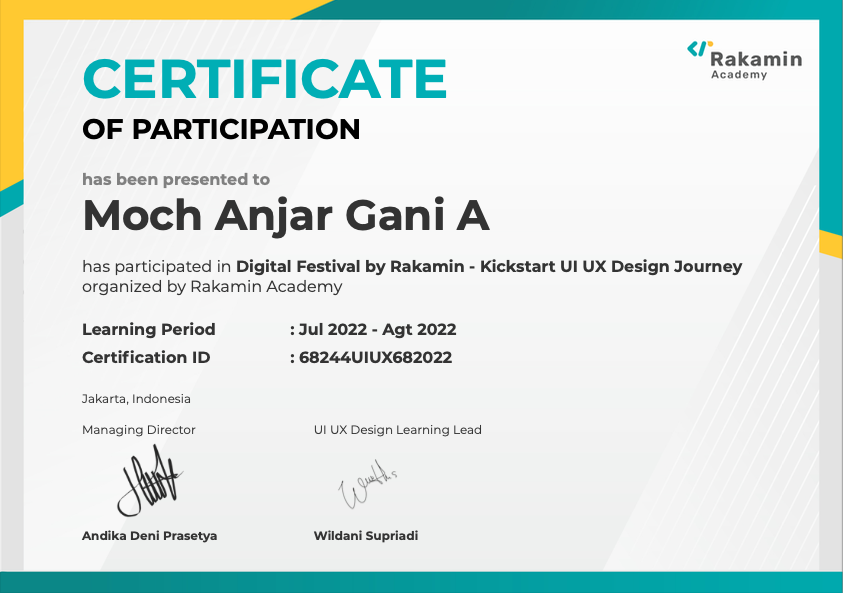 Rakamin
Academy
CERTIFICATE
OF PARTICIPATION
has been presented to
Moch Anjar Gani A
has participated in Digital Festival by Rakamin - Kickstart UI UX Design Journey
organized by Rakamin Academy
Learning Period : Jul 2022 - Agt 2022
Certification ID : 68244UIUX682022
Jakarta, Indonesia
Managing Director UI UX Design Learning Lead
Andika Deni Prasetya Wildani Supriadi